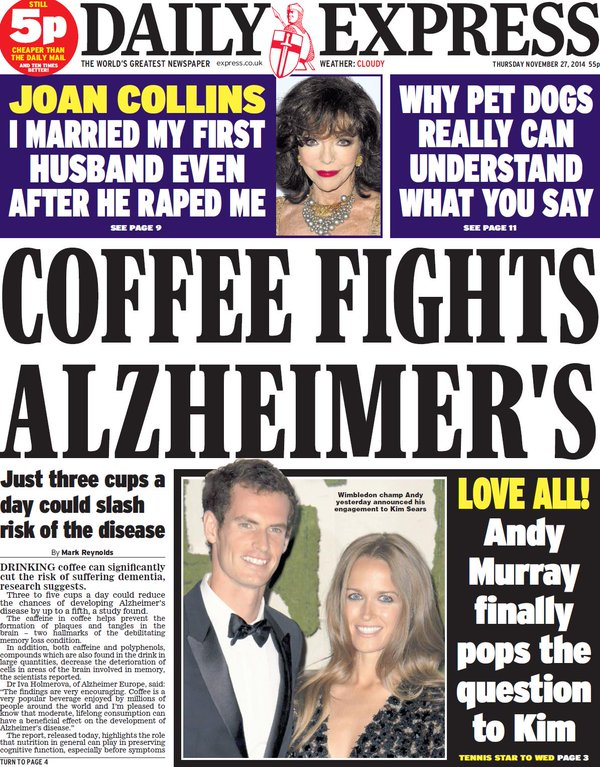 STILL
5p
CHEAPER THAN
THE DAILY MAIL
AND TEN TIMES
BETTER!
DAILY EXPRESS
THE WORLD'S GREATEST NEWSPAPER express.co.uk WEATHER: CLOUDY THURSDAY NOVEMBER 27, 2014 55p
JOAN COLLINS
I MARRIED MY FIRST
HUSBAND EVEN
AFTER HE RAPED ME
SEE PAGE 9
WHY PET DOGS
REALLY CAN
UNDERSTAND
WHAT YOU SAY
SEE PAGE 11
COFFEE FIGHTS
ALZHEIMER'S
Just three cups a
day could slash
risk of the disease
By Mark Reynolds
DRINKING coffee can significantly
cut the risk of suffering dementia,
research suggests.
Three to five cups a day could reduce
the chances of developing Alzheimer's
disease by up to a fifth, a study found.
The caffeine in coffee helps prevent the
formation of plaques and tangles in the
brain – two hallmarks of the debilitating
memory loss condition.
In addition, both caffeine and polyphenols,
compounds which are also found in the drink in
large quantities, decrease the deterioration of
cells in areas of the brain involved in memory,
the scientists reported.
Dr Iva Holmerova, of Alzheimer Europe, said:
"The findings are very encouraging. Coffee is a
very popular beverage enjoyed by millions of
people around the world and I'm pleased to
know that moderate, lifelong consumption can
have a beneficial effect on the development of
Alzheimer's disease."
The report, released today, highlights the role
that nutrition in general can play in preserving
cognitive function, especially before symptoms
TURN TO PAGE 4
Wimbledon champ Andy
yesterday announced his
engagement to Kim Sears
LOVE ALL!
Andy
Murray
finally
pops the
question
to Kim
TENNIS STAR TO WED PAGE 3